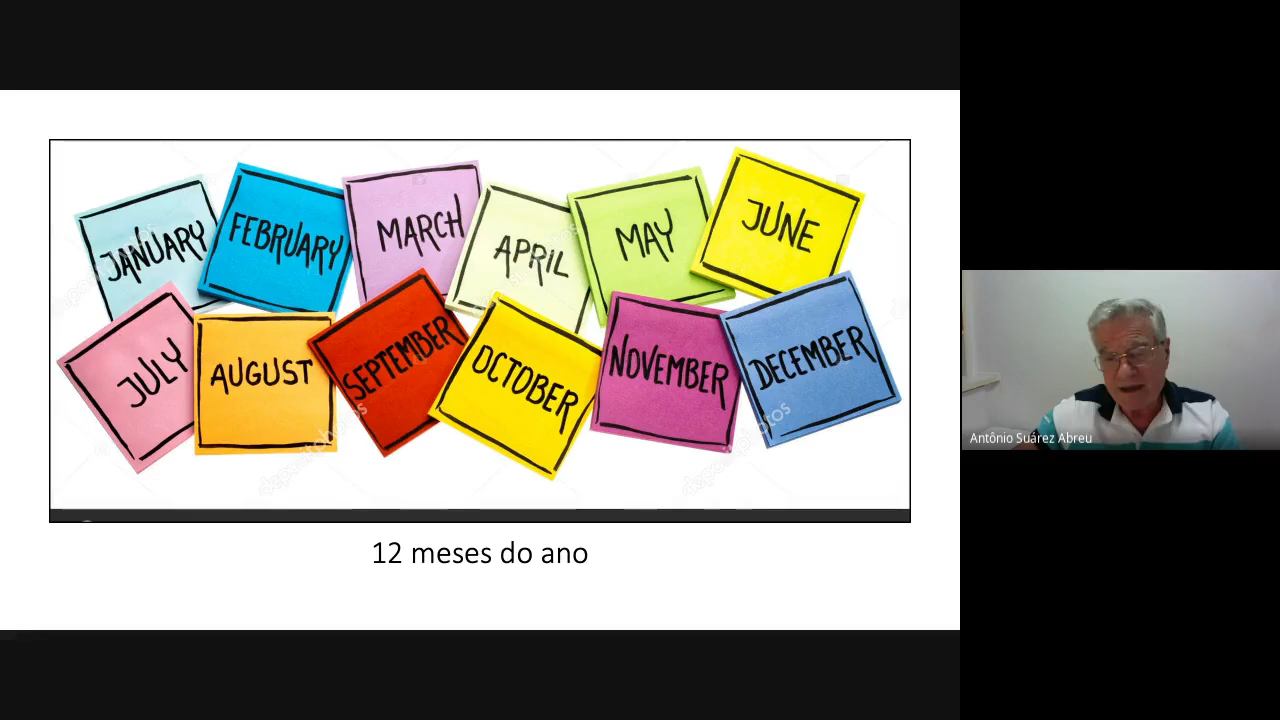 JANUARY
FEBRUARY
MARCH
APRIL
MAY
JUNE
JULY
AUGUST
SEPTEMBER
OCTOBER
NOVEMBER
DECEMBER
12 meses do ano
Antônio Suárez Abreu